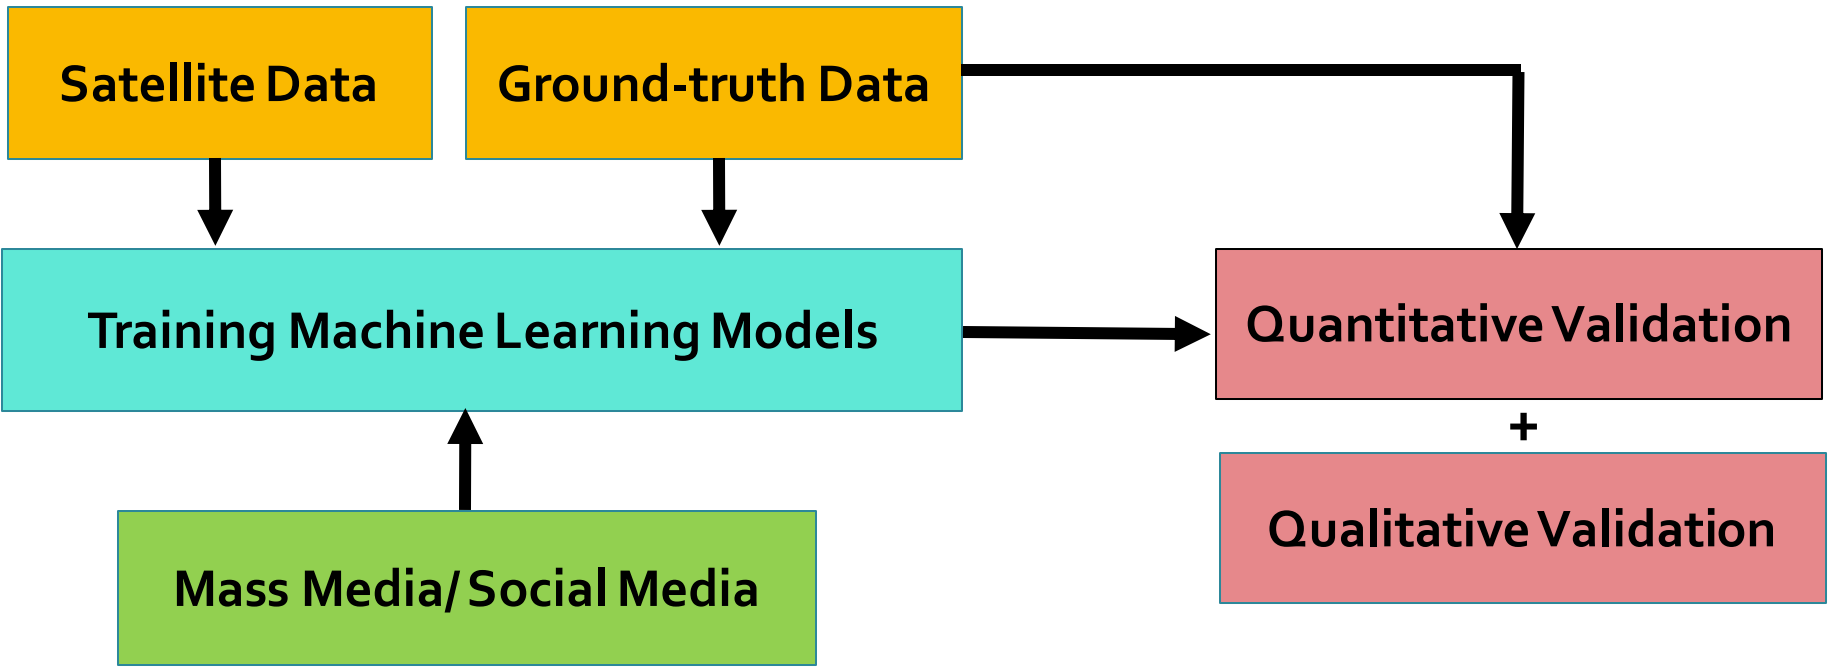 Satellite Data
Ground-truth Data
Training Machine Learning Models
Quantitative Validation
+
Qualitative Validation
Mass Media/ Social Media